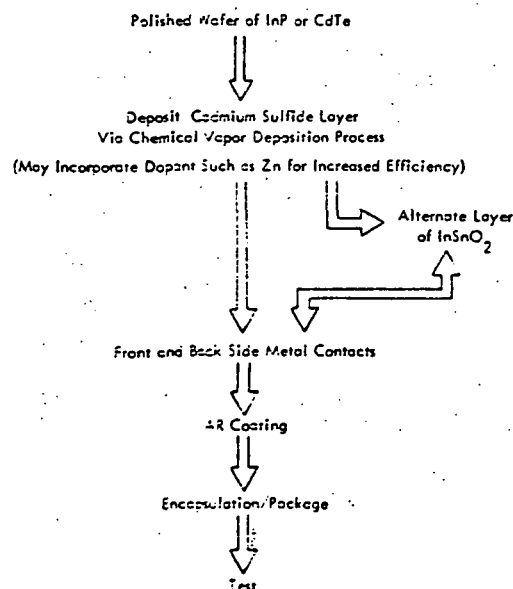 Polished Wafer of InP or CdTe
Deposit Cadmium Sulfide Layer
Via Chemical Vapor Deposition Process
(May Incorporate Dopant Such as Zn for Increased Efficiency)
Alternate Layer
of InSnO2
Front and Back Side Metal Contacts
AR Coating
Encapsulation/Package
Test